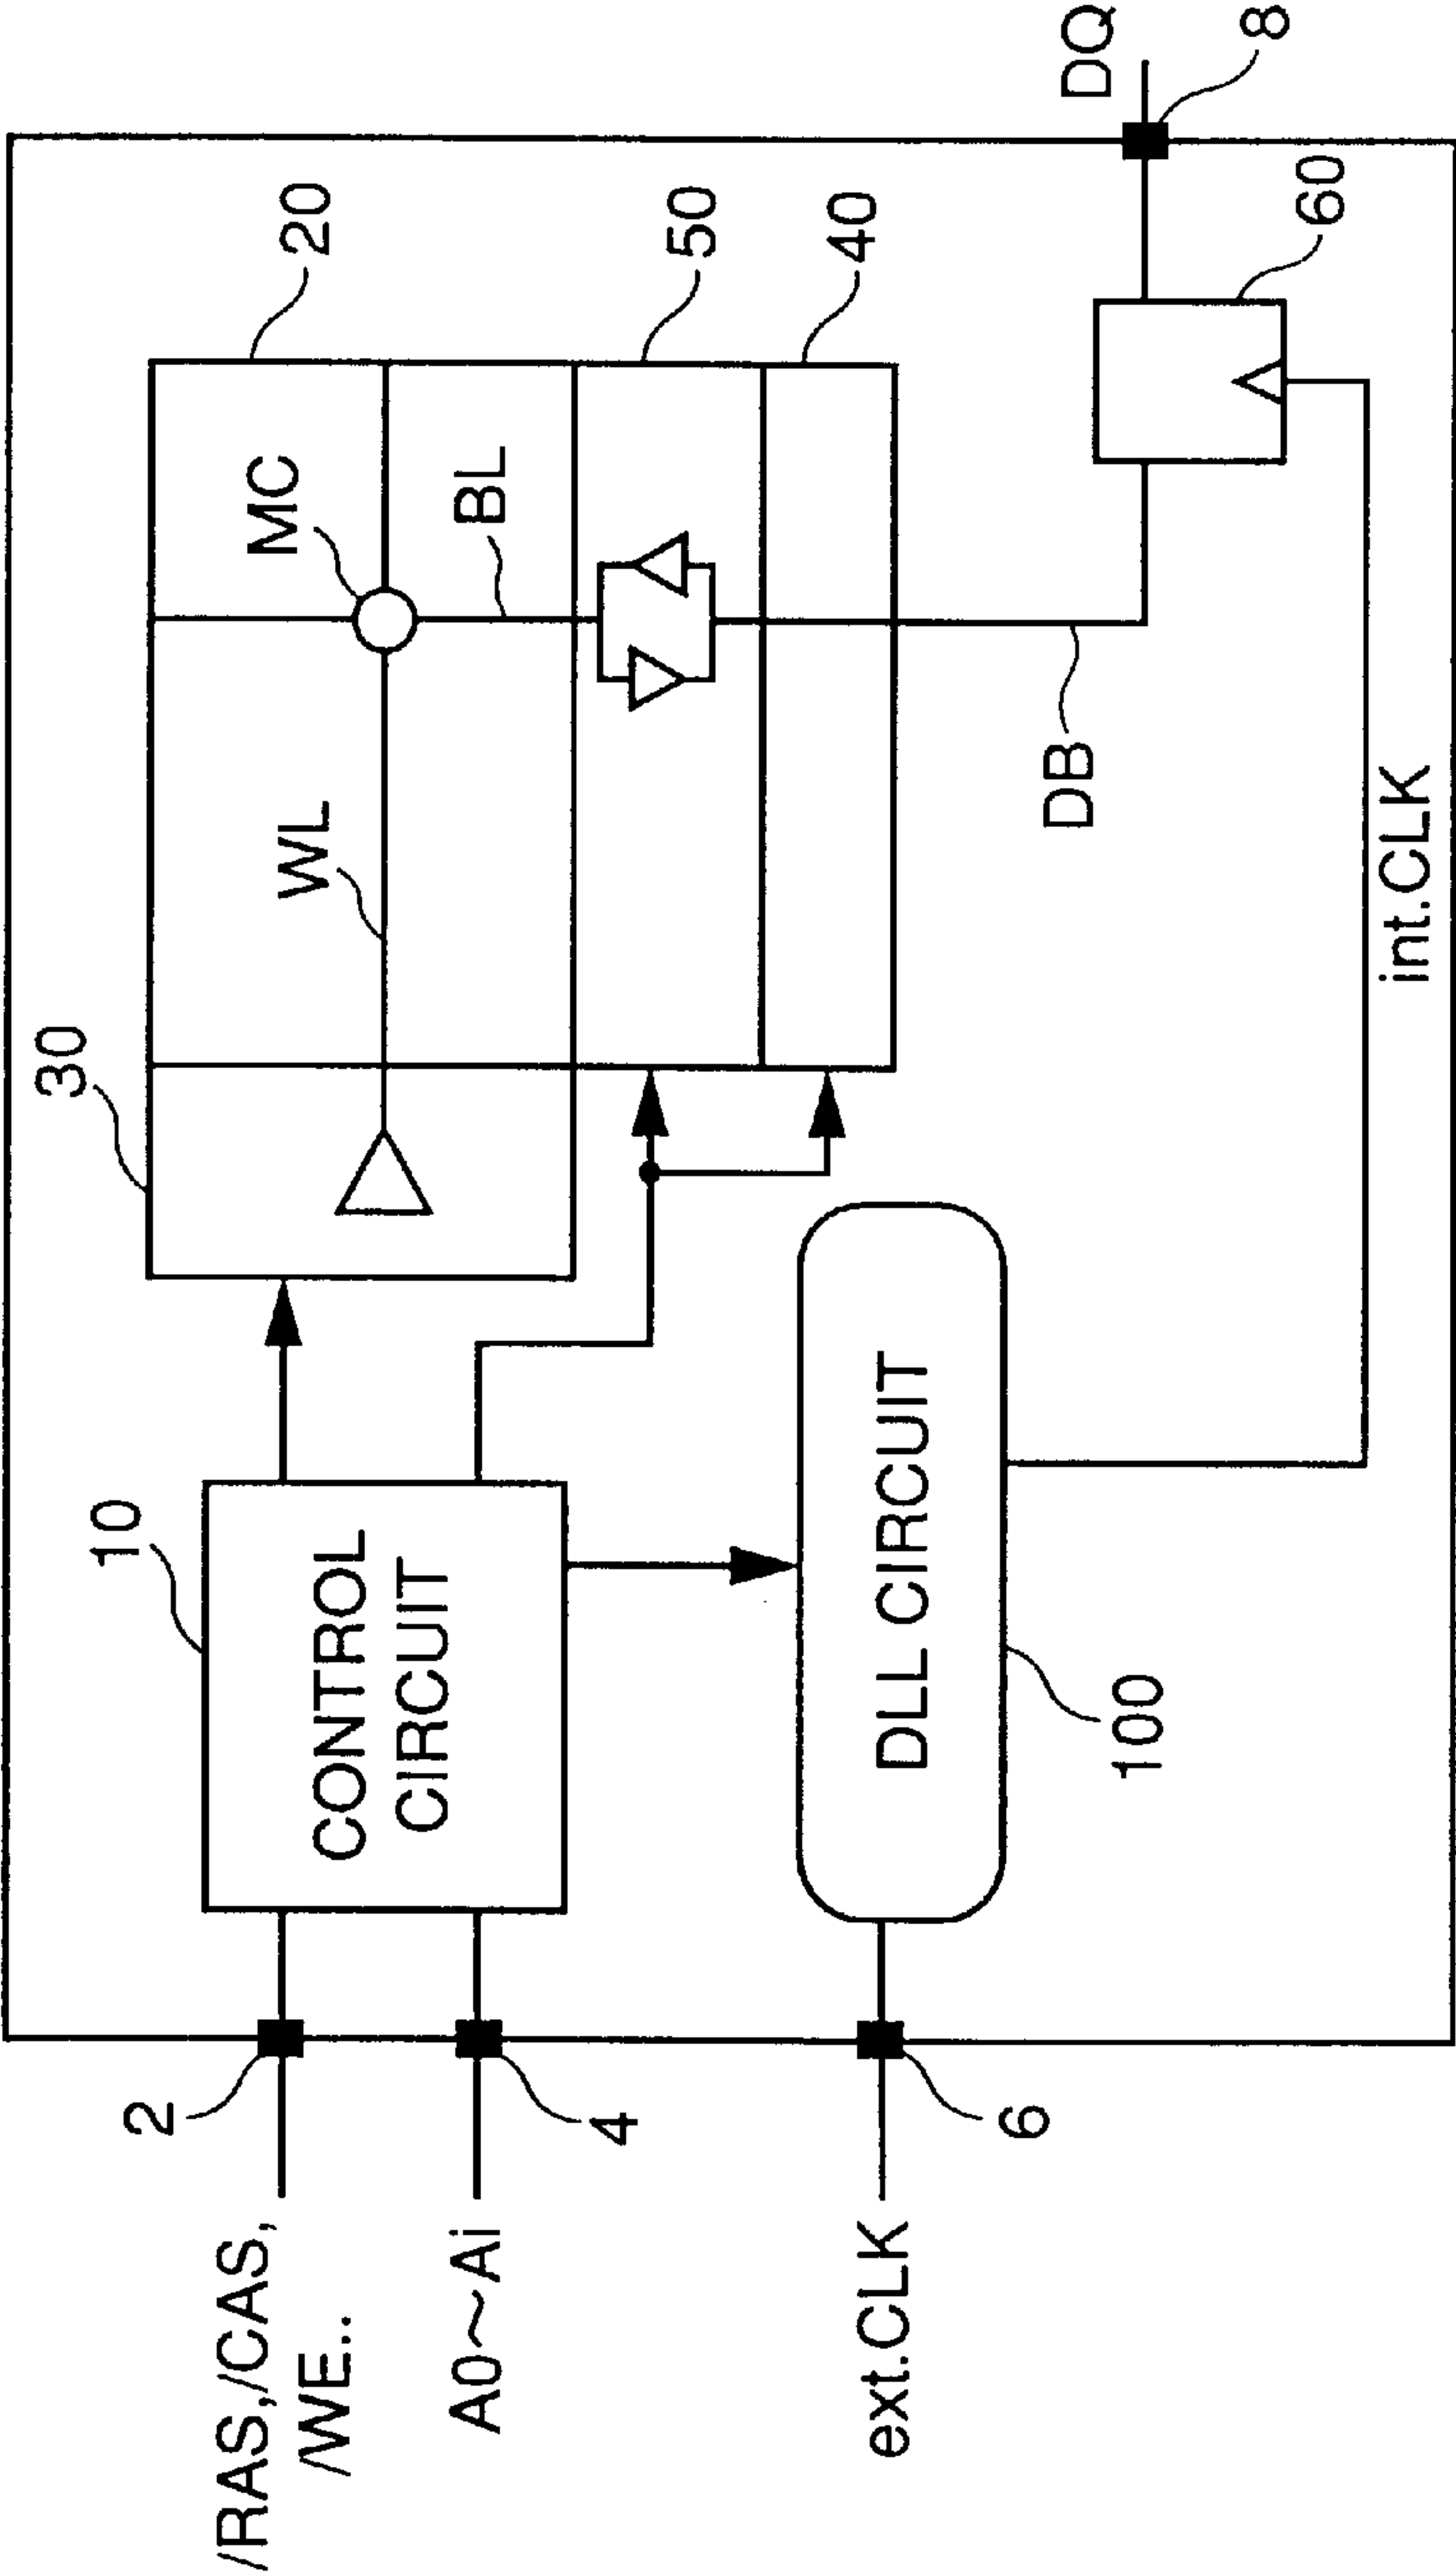 30
20
MC
WL
BL
50
40
10
CONTROL
CIRCUIT
2
/RAS,/CAS,
/WE..
A0~Ai
4
DQ
8
60
DB
DLL CIRCUIT
100
ext.CLK
6
int.CLK